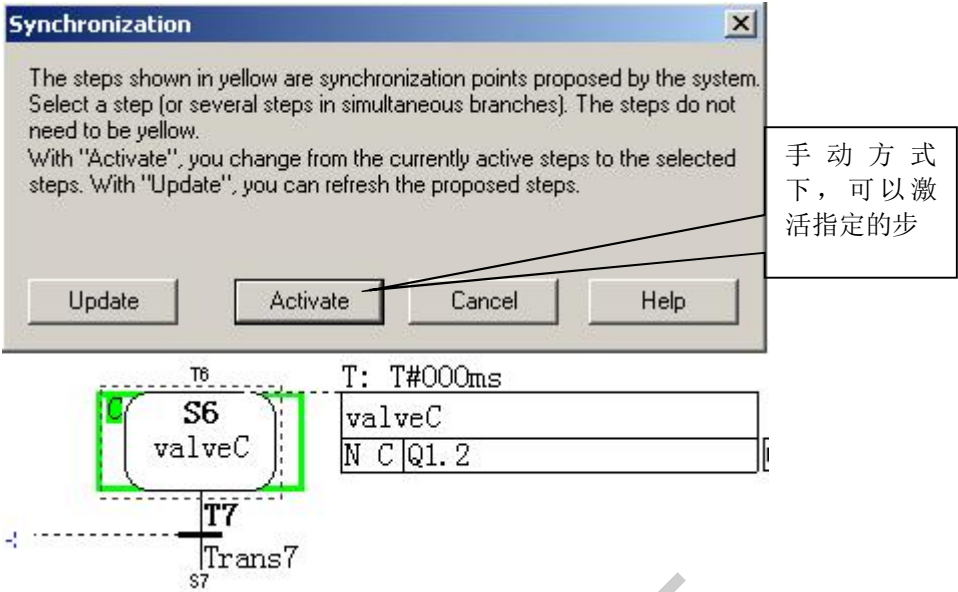 Synchronization
The steps shown in yellow are synchronization points proposed by the system.
Select a step (or several steps in simultaneous branches). The steps do not
need to be yellow.
With "Activate", you change from the currently active steps to the selected
steps. With "Update", you can refresh the proposed steps.
手动方式
下，可以激
活指定的步
Update Activate Cancel Help
T6
T: T#000ms
C S6
valveC
valveC
N C Q1.2
T7
Trans7
S7